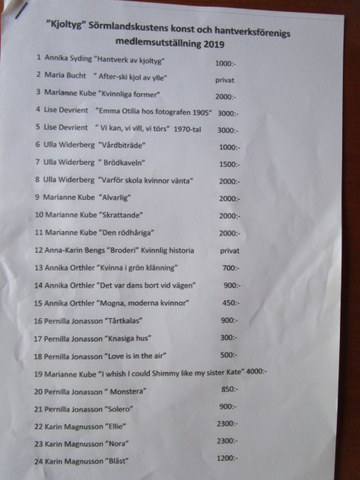 "Kjoltyg" Sörmlandskustens konst och hantverksförenigs
medlemsutställning 2019
1 Annika Syding "Hantverk av kjoltyg" 1000:-
2 Maria Bucht " After-ski kjol av ylle" privat
3 Marianne Kube "Kvinnliga former" 2000:-
4 Lise Devrient "Emma Otilia hos fotografen 1905" 3000:-
5 Lise Devrient " Vi kan, vi vill, vi törs" 1970-tal 3000:-
6 Ulla Widerberg "Vårdbiträde" 1000:-
7 Ulla Widerberg " Brödkaveln" 1500:-
8 Ulla Widerberg "Varför skola kvinnor vänta" 2000:-
9 Marianne Kube "Alvarlig" 2000:-
10 Marianne Kube "Skrattande" 2000:-
11 Marianne Kube "Den rödhåriga" 2000:-
12 Anna-Karin Bengs "Broderi" Kvinnlig historia privat
13 Annika Orthler "Kvinna i grön klänning" 700:-
14 Annika Orthler "Det var dans bort vid vägen" 900:-
15 Annika Orthler "Mogna, moderna kvinnor" 450:-
16 Pernilla Jonasson "Tårtkalas" 900:-
17 Pernilla Jonasson "Knasiga hus" 300:-
18 Pernilla Jonasson "Love is in the air" 500:-
19 Marianne Kube "I whish I could Shimmy like my sister Kate" 4000:-
20 Pernilla Jonasson " Monstera" 850:-
21 Pernilla Jonasson "Solero" 900:-
22 Karin Magnusson "Ellie" 2300:-
23 Karin Magnusson "Nora" 2300:-
24 Karin Magnusson "Blåst" 1200:-